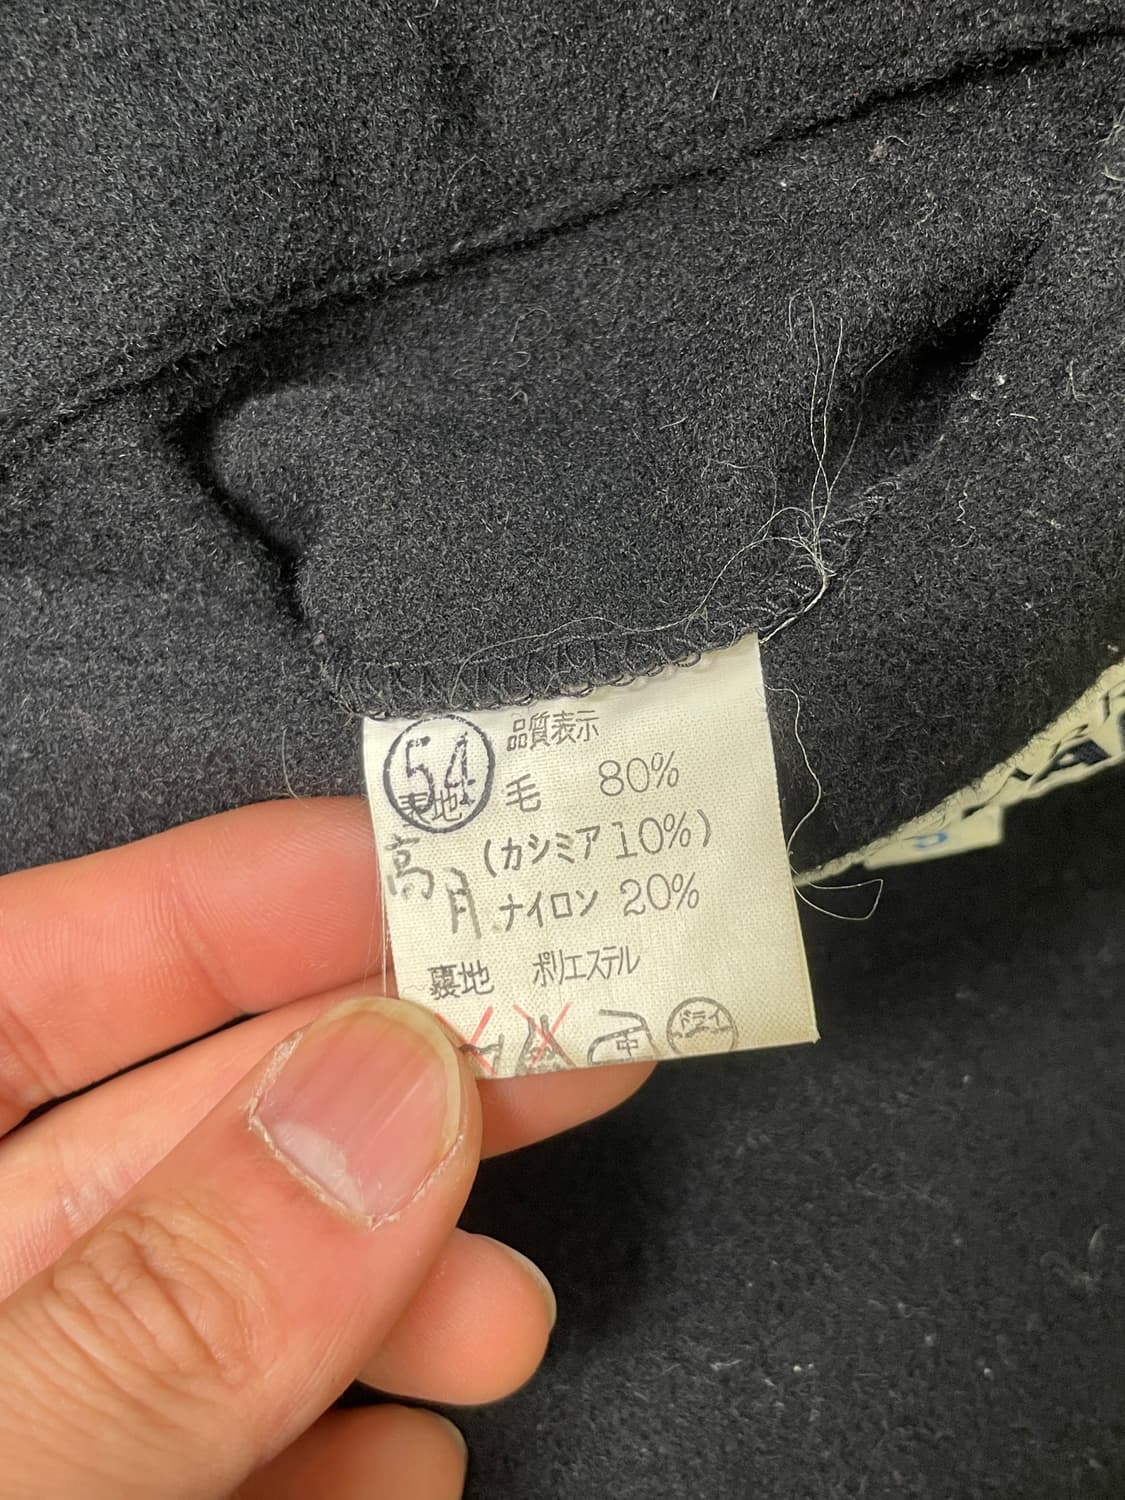 54
品質表示
表地 毛 80%
(カシミア 10%)
高月
ナイロン 20%
裏地 ポリエステル
中 ドライ